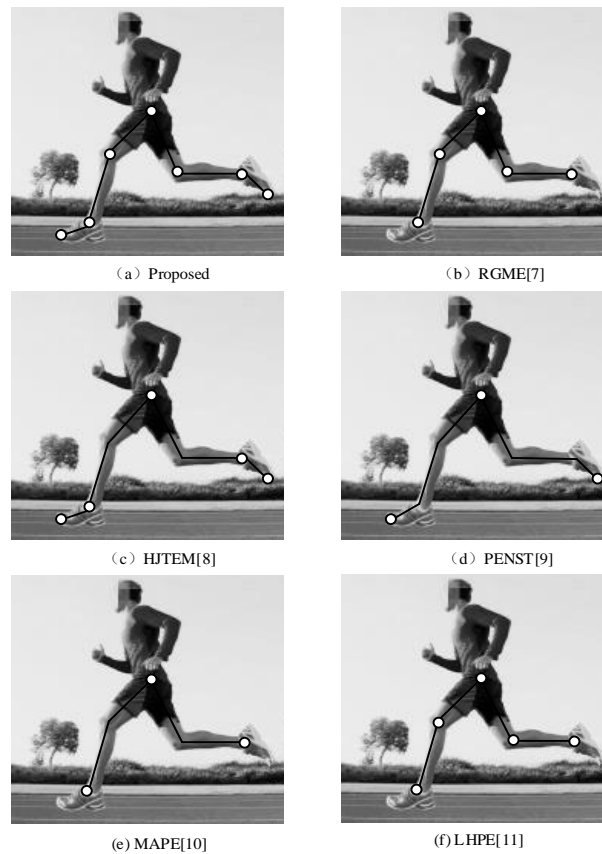 （a）Proposed
（b）RGME[7]
（c）HJTEM[8]
（d）PENST[9]
(e) MAPE[10]
(f) LHPE[11]